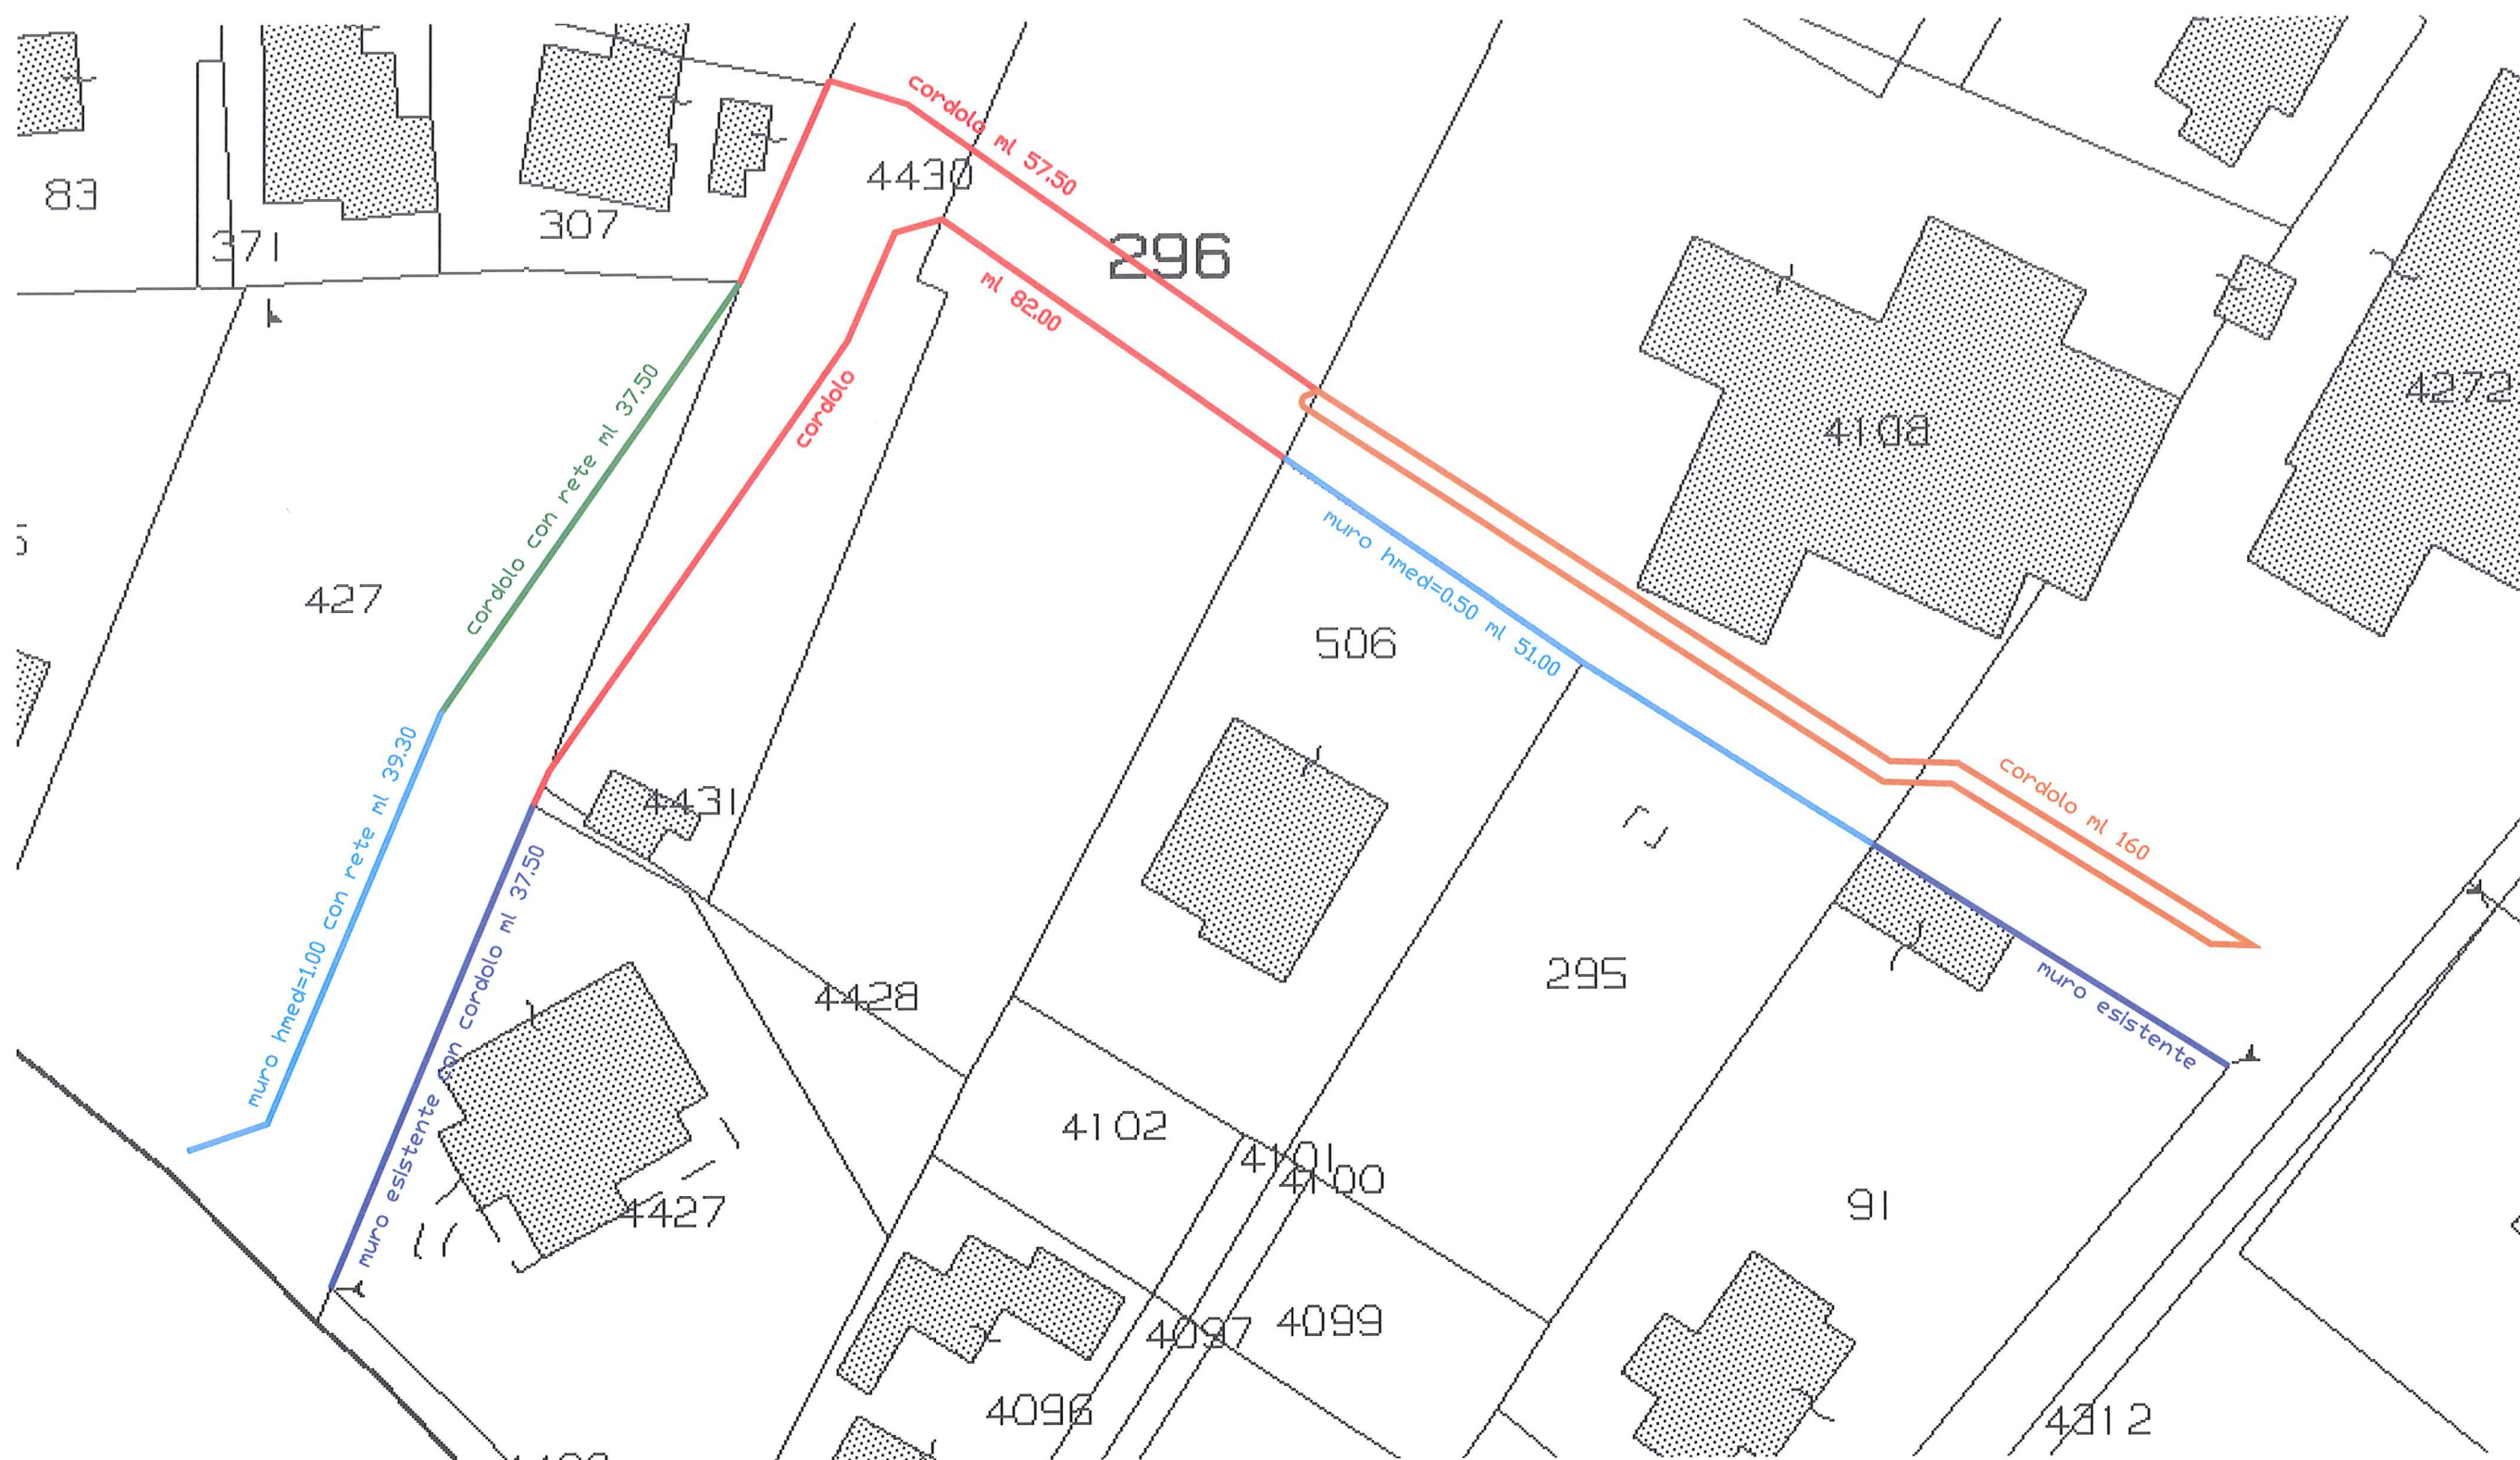 cordolo ml 57.50
4430
83
307
371
296
ml 82.00
4272
cordolo con rete ml 37.50
cordolo
4108
muro hmed=0.50 ml 51.00
427
506
muro hmed=1.00 con rete ml 39.30
4431
cordolo ml 160
muro esistente con cordolo ml 37.50
295
4428
muro esistente
4102
4101
4100
4427
91
4097
4099
4096
4312